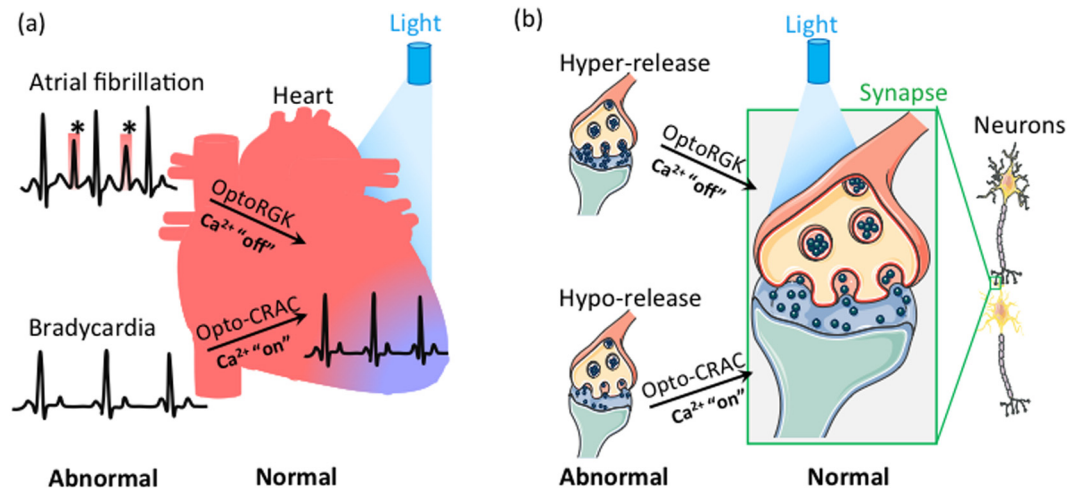 (a)
Light
Atrial fibrillation
Heart
* *
OptoRGK
Ca²⁺ “off”
Bradycardia
Opto-CRAC
Ca²⁺ “on”
Abnormal
Normal
(b)
Light
Hyper-release
Synapse
Neurons
OptoRGK
Ca²⁺ “off”
Hypo-release
Opto-CRAC
Ca²⁺ “on”
Abnormal
Normal